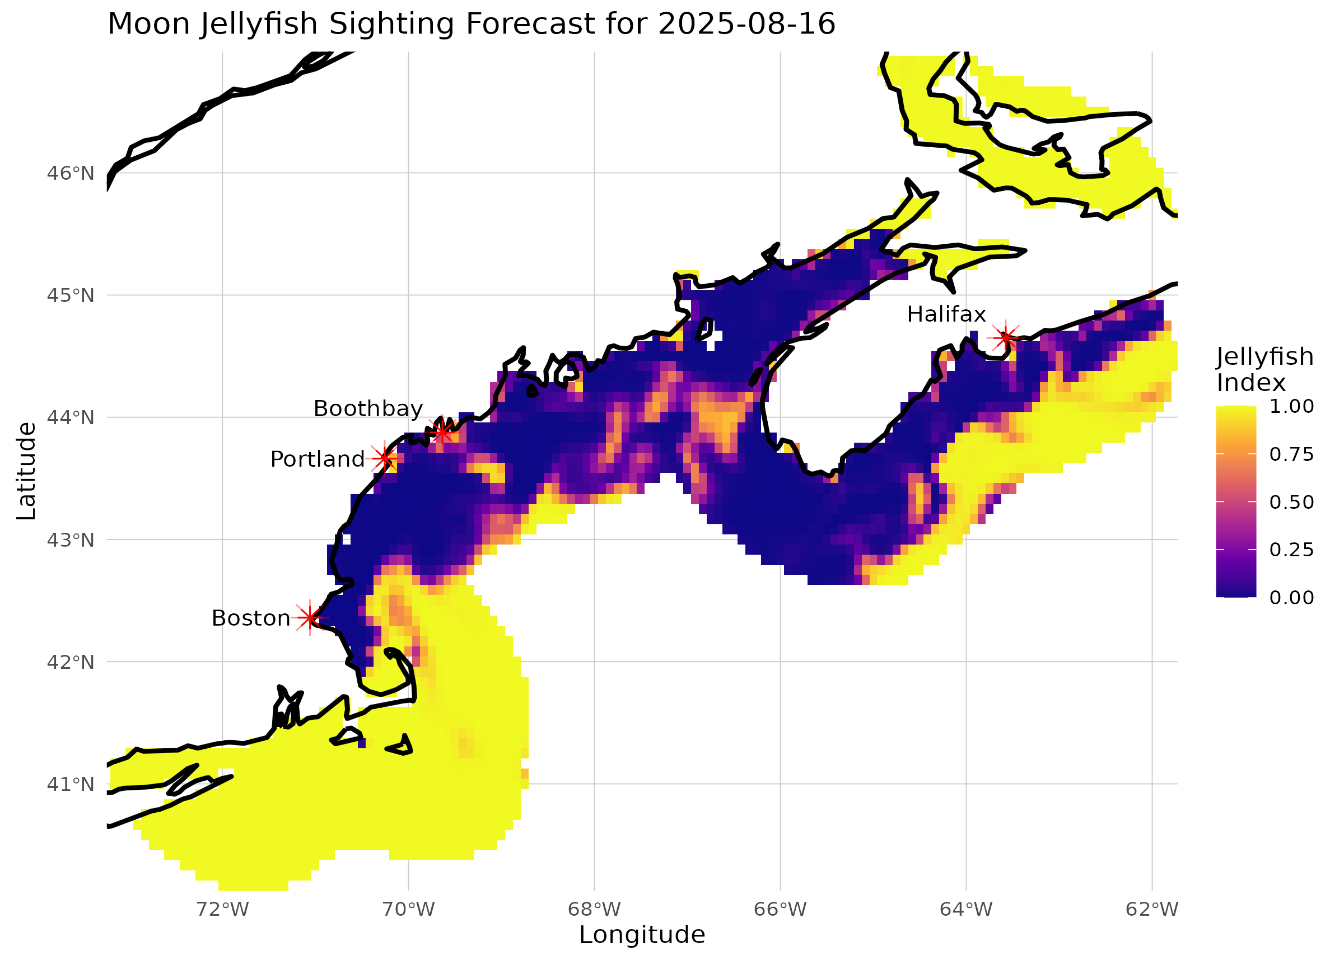 Moon Jellyfish Sighting Forecast for 2025-08-16
46°N
45°N
44°N
43°N
42°N
41°N
Latitude
Halifax
Boothbay
Portland
Boston
72°W
70°W
68°W
66°W
64°W
62°W
Longitude
Jellyfish
Index
1.00
0.75
0.50
0.25
0.00